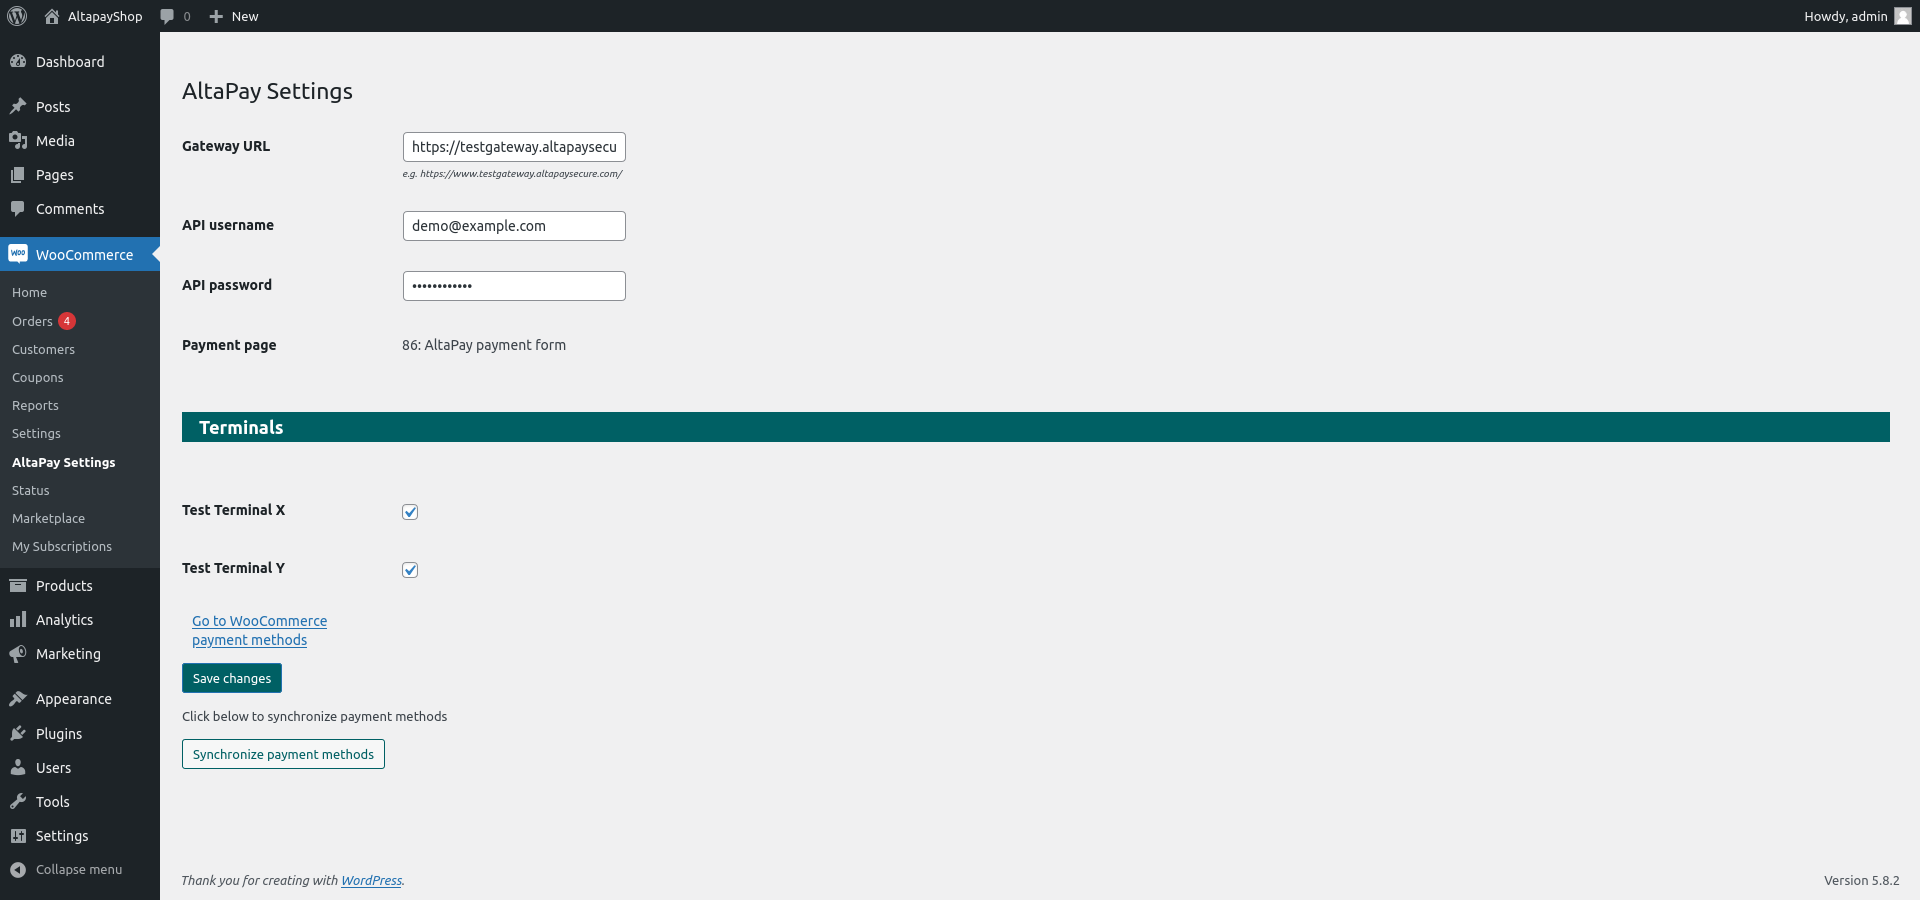 AltapayShop 0 New Howdy, admin
Dashboard
Posts
Media
Pages
Comments
WOO WooCommerce
Home
Orders 4
Customers
Coupons
Reports
Settings
AltaPay Settings
Status
Marketplace
My Subscriptions
Products
Analytics
Marketing
Appearance
Plugins
Users
Tools
Settings
Collapse menu
AltaPay Settings
Gateway URL https://testgateway.altapaysecu
e.g. https://www.testgateway.altapaysecure.com/
API username demo@example.com
API password ••••••••••••
Payment page 86: AltaPay payment form
Terminals
Test Terminal X
Test Terminal Y
Go to WooCommerce
payment methods
Save changes
Click below to synchronize payment methods
Synchronize payment methods
Thank you for creating with WordPress. Version 5.8.2